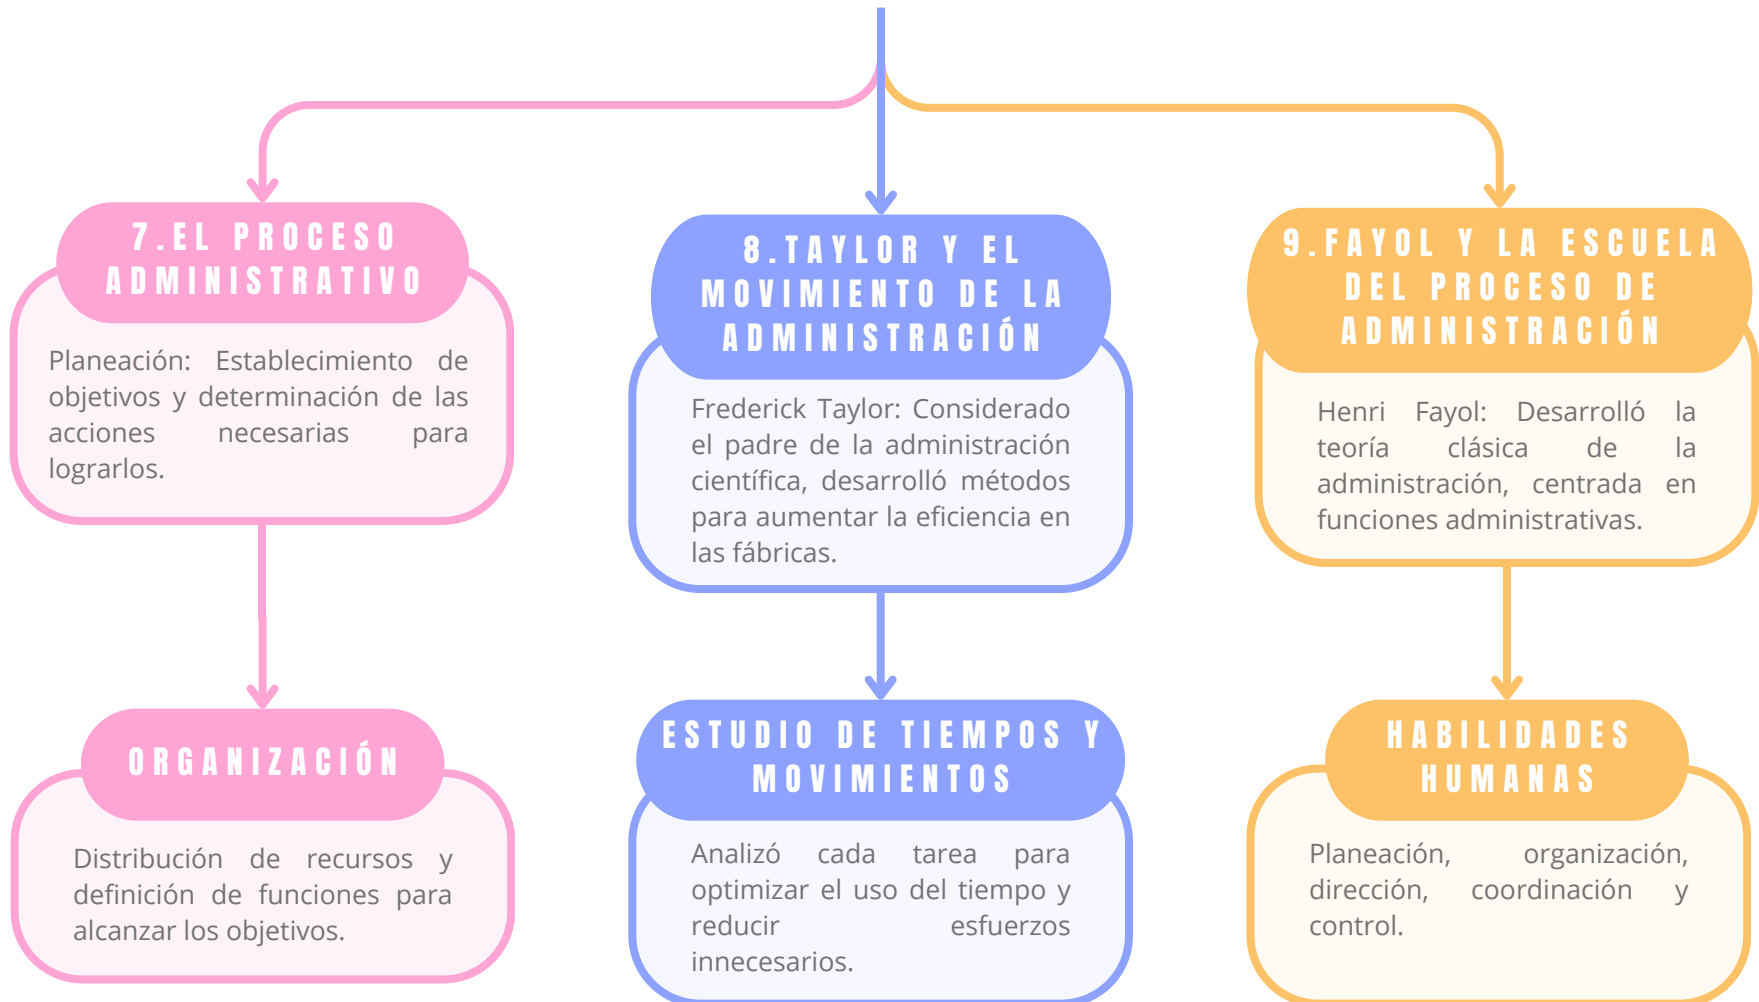 7.EL PROCESO
ADMINISTRATIVO
Planeación: Establecimiento de
objetivos y determinación de las
acciones necesarias para
lograrlos.
ORGANIZACIÓN
Distribución de recursos y
definición de funciones para
alcanzar los objetivos.
8.TAYLOR Y EL
MOVIMIENTO DE LA
ADMINISTRACIÓN
Frederick Taylor: Considerado
el padre de la administración
científica, desarrolló métodos
para aumentar la eficiencia en
las fábricas.
ESTUDIO DE TIEMPOS Y
MOVIMIENTOS
Analizó cada tarea para
optimizar el uso del tiempo y
reducir esfuerzos
innecesarios.
9.FAYOL Y LA ESCUELA
DEL PROCESO DE
ADMINISTRACIÓN
Henri Fayol: Desarrolló la
teoría clásica de la
administración, centrada en
funciones administrativas.
HABILIDADES
HUMANAS
Planeación, organización,
dirección, coordinación y
control.